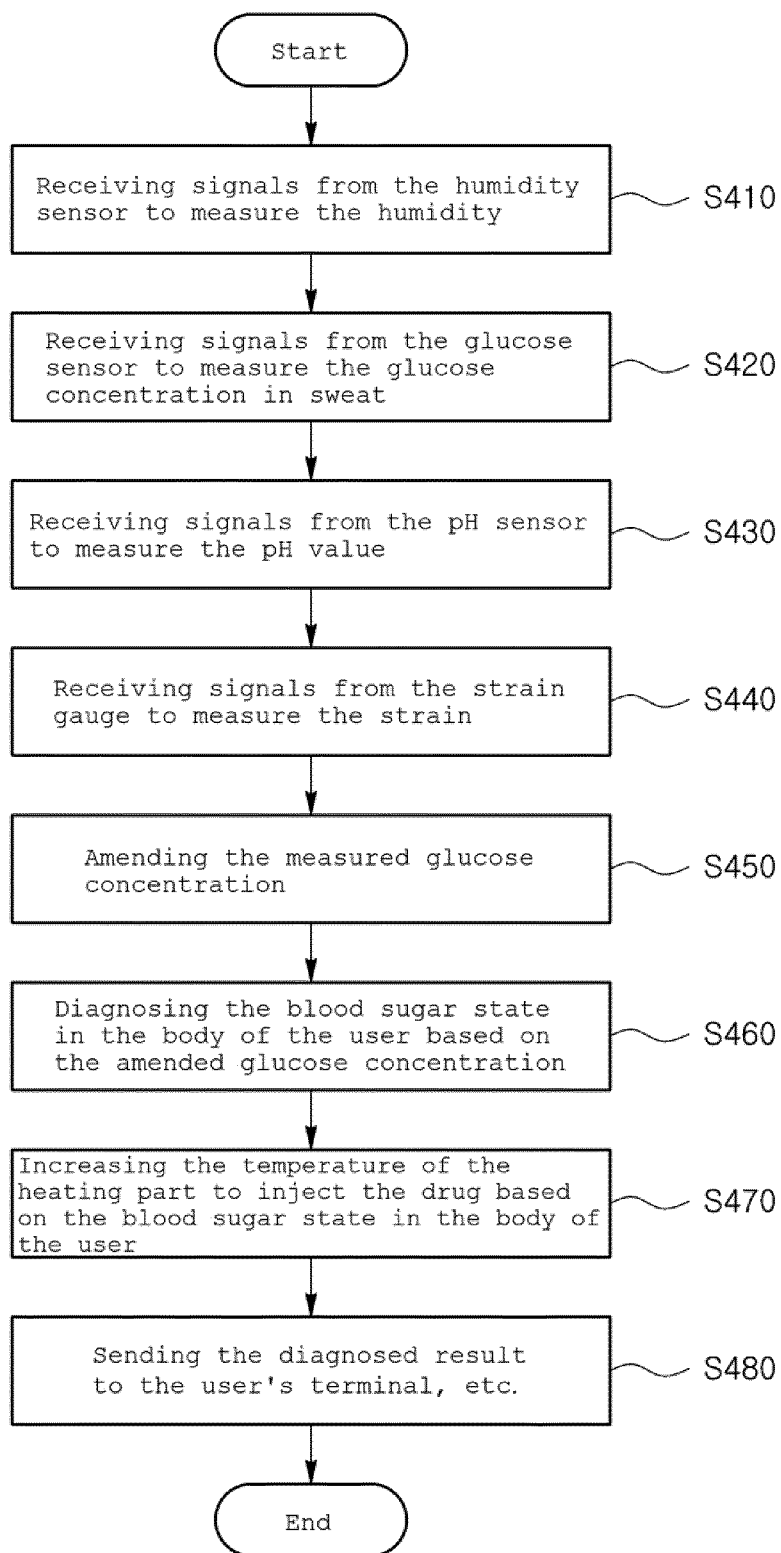 Start
Receiving signals from the humidity
sensor to measure the humidity
S410
Receiving signals from the glucose
sensor to measure the glucose
concentration in sweat
S420
Receiving signals from the pH sensor
to measure the pH value
S430
Receiving signals from the strain
gauge to measure the strain
S440
Amending the measured glucose
concentration
S450
Diagnosing the blood sugar state
in the body of the user based on
the amended glucose concentration
S460
Increasing the temperature of the
heating part to inject the drug based
on the blood sugar state in the body of
the user
S470
Sending the diagnosed result
to the user's terminal, etc.
S480
End